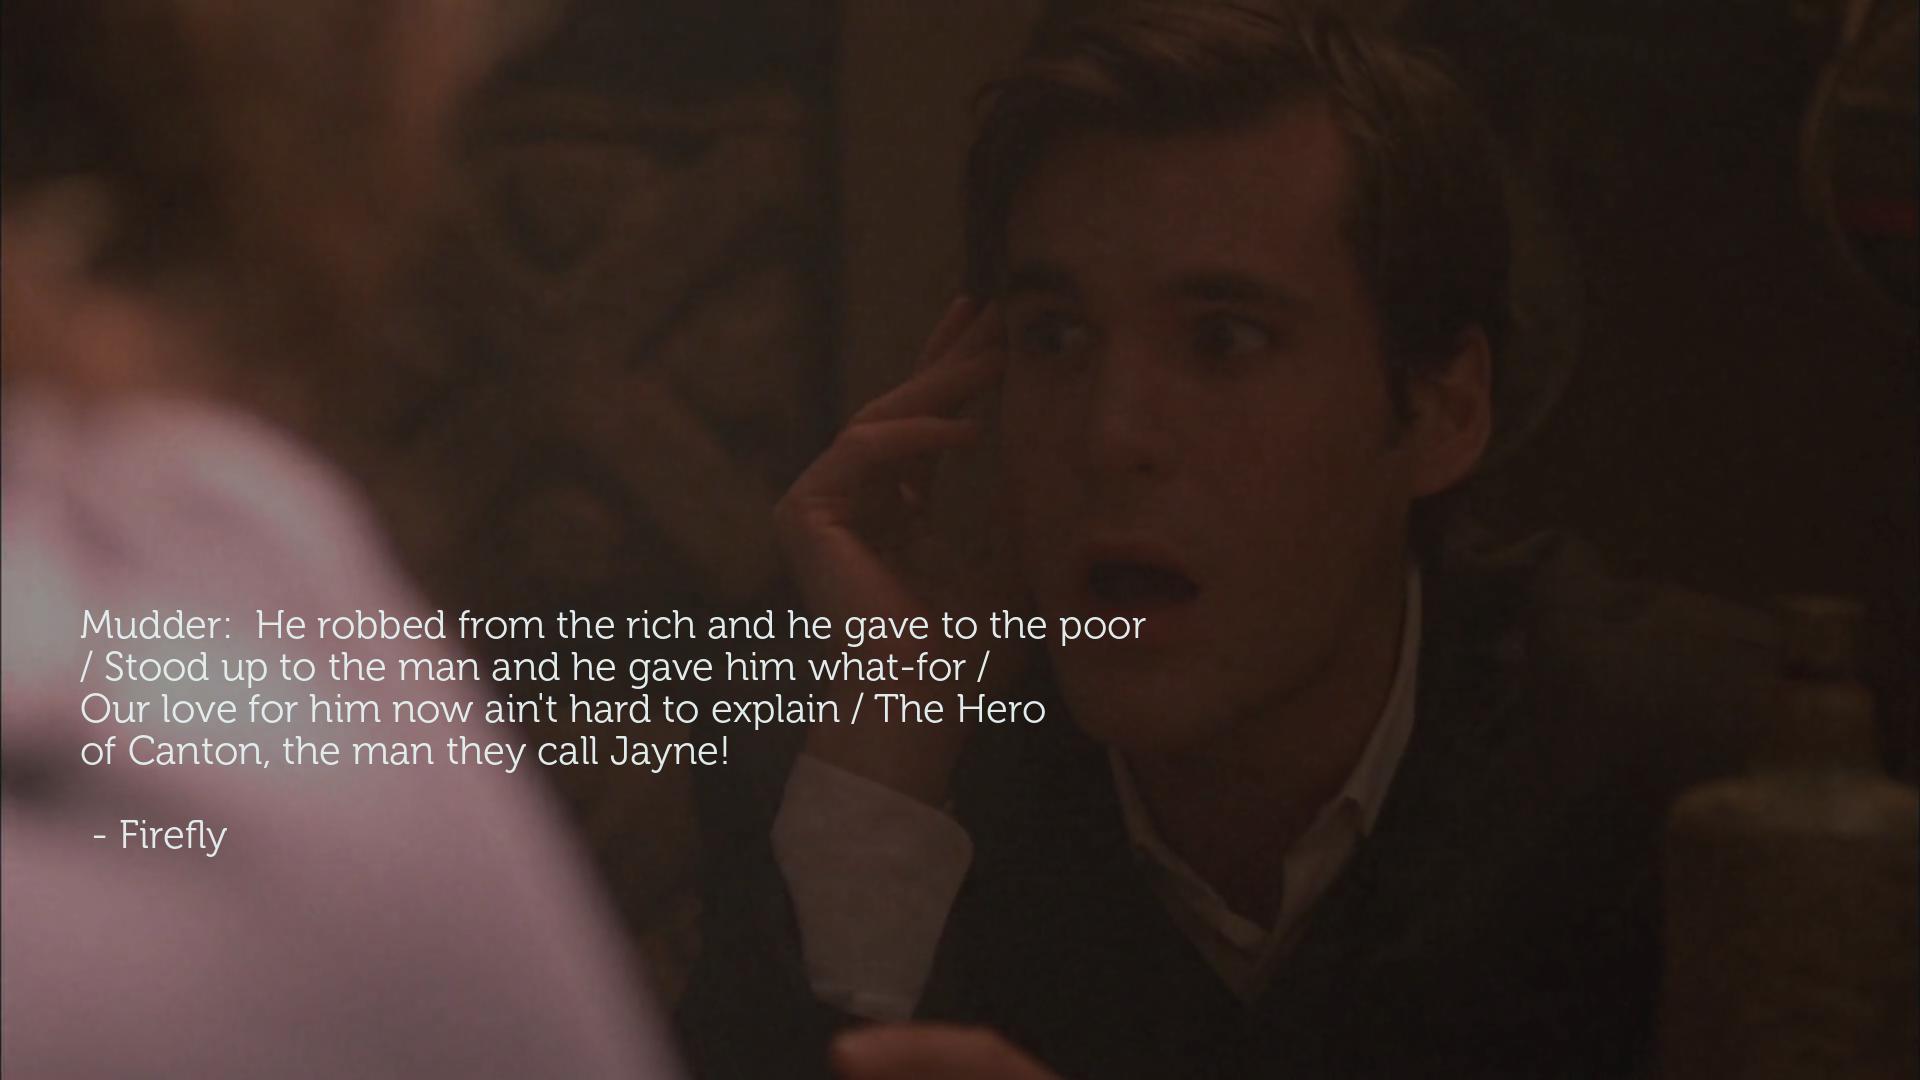 Mudder:  He robbed from the rich and he gave to the poor
/ Stood up to the man and he gave him what-for /
Our love for him now ain't hard to explain / The Hero
of Canton, the man they call Jayne!
- Firefly